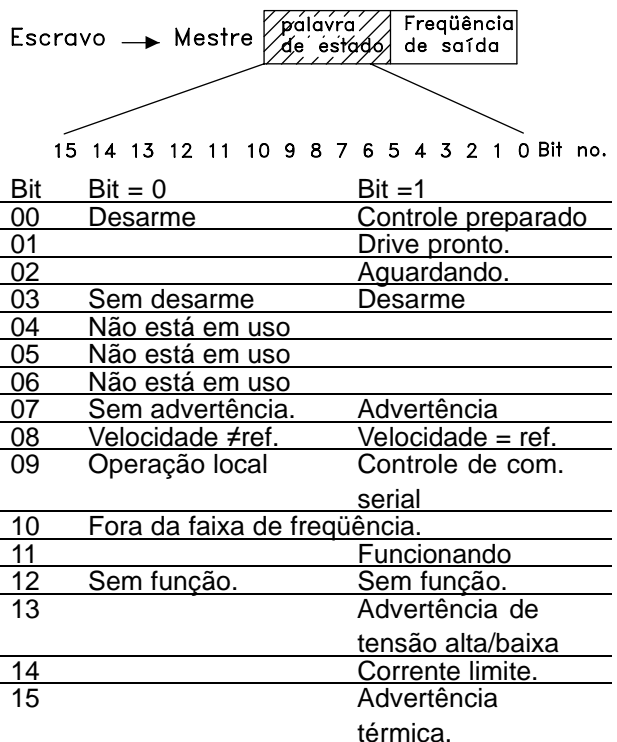 Escravo → Mestre palavra de estado Freqüência de saída
15 14 13 12 11 10 9 8 7 6 5 4 3 2 1 0 Bit no.
Bit Bit = 0 Bit =1
00 Desarme Controle preparado
01 Drive pronto.
02 Aguardando.
03 Sem desarme Desarme
04 Não está em uso
05 Não está em uso
06 Não está em uso
07 Sem advertência. Advertência
08 Velocidade ≠ref. Velocidade = ref.
09 Operação local Controle de com.
serial
10 Fora da faixa de freqüência.
11 Funcionando
12 Sem função. Sem função.
13 Advertência de
tensão alta/baixa
14 Corrente limite.
15 Advertência
térmica.